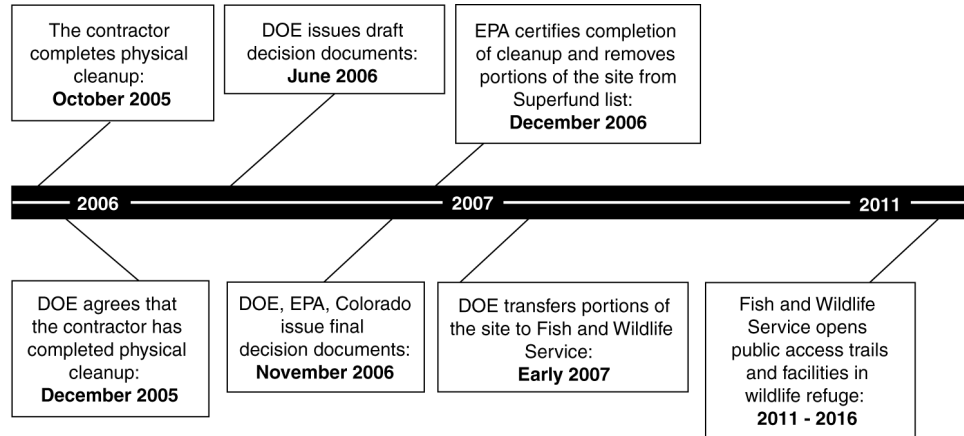 The contractor
completes physical
cleanup:
October 2005
DOE issues draft
decision documents:
June 2006
EPA certifies completion
of cleanup and removes
portions of the site from
Superfund list:
December 2006
2006
2007
2011
DOE agrees that
the contractor has
completed physical
cleanup:
December 2005
DOE, EPA, Colorado
issue final
decision documents:
November 2006
DOE transfers portions of
the site to Fish and Wildlife
Service:
Early 2007
Fish and Wildlife
Service opens
public access trails
and facilities in
wildlife refuge:
2011 - 2016